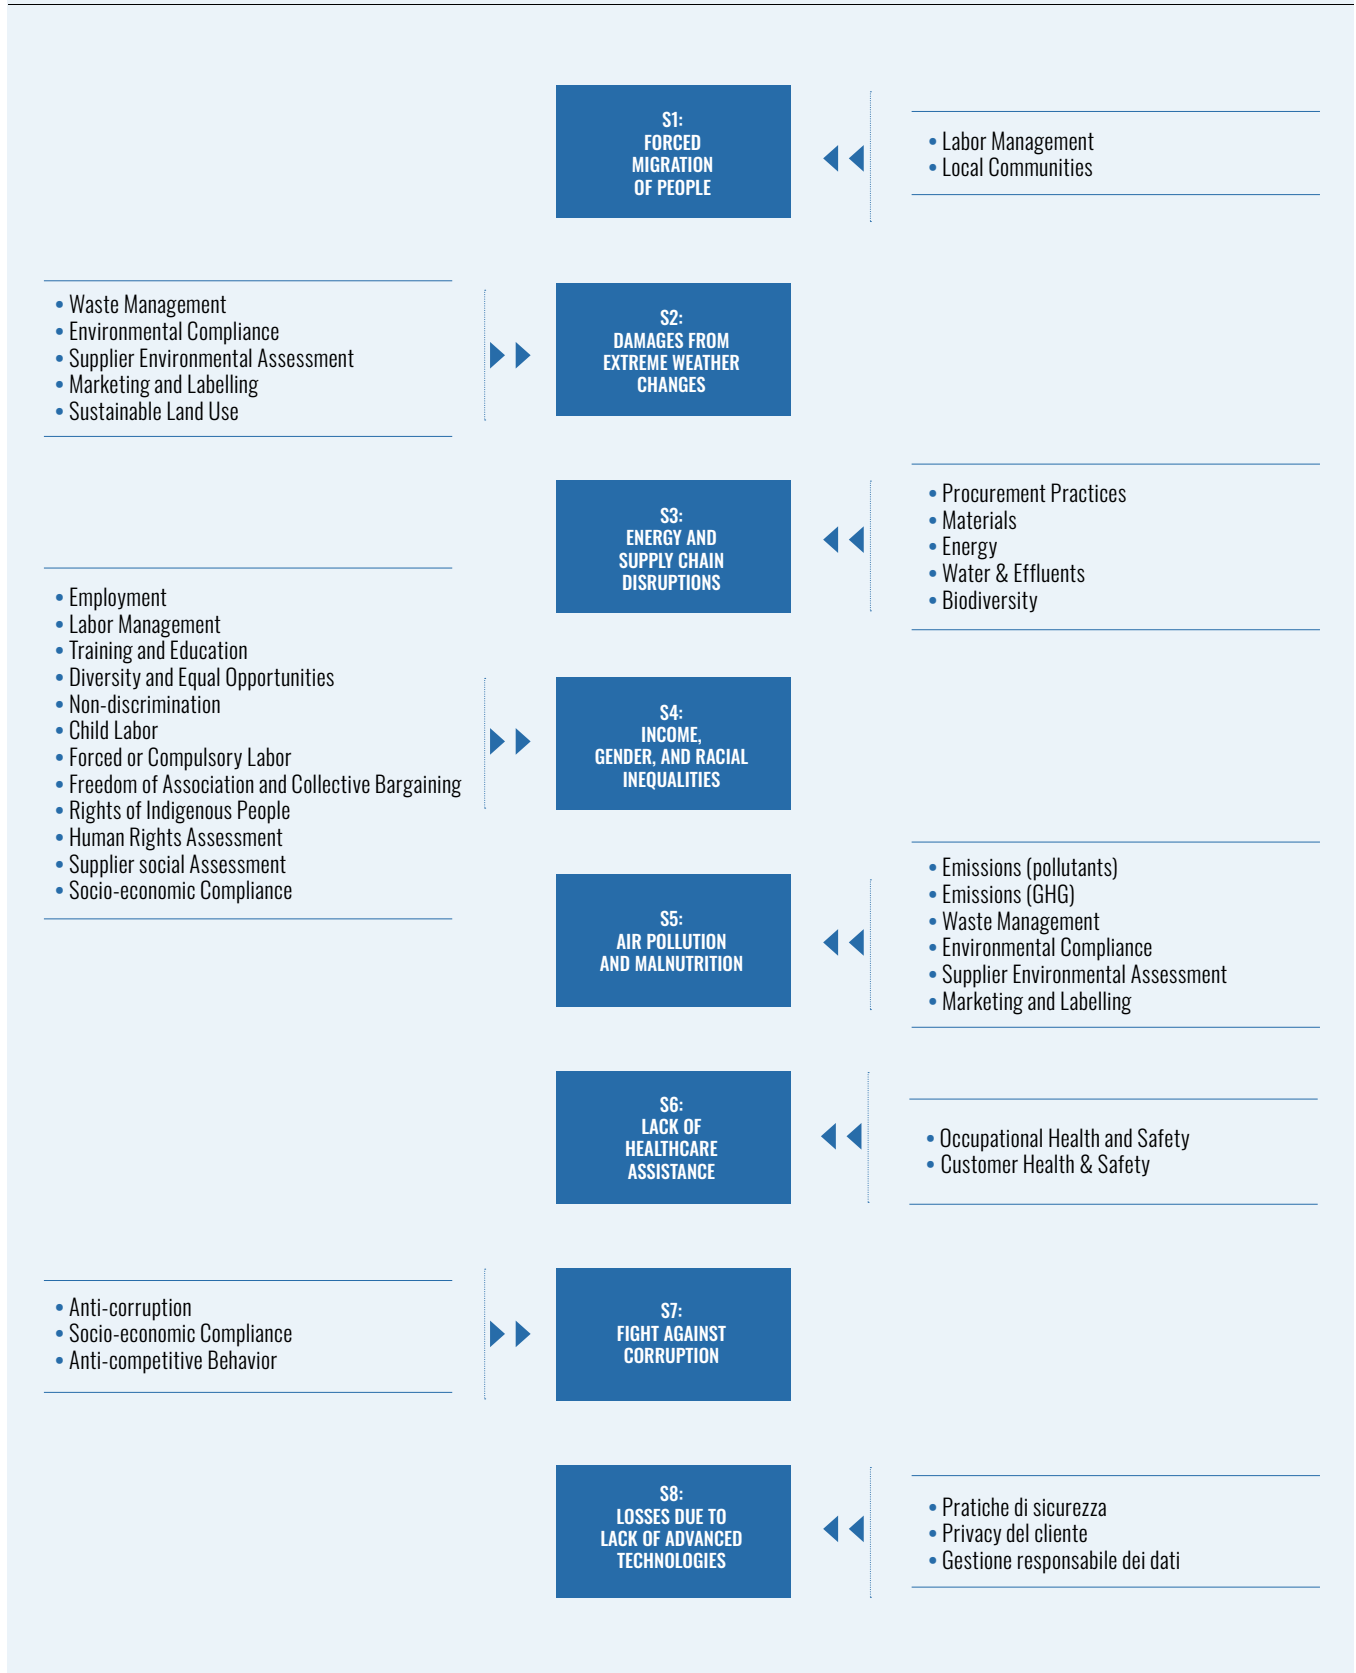 S1:
FORCED
MIGRATION
OF PEOPLE
• Labor Management
• Local Communities
• Waste Management
• Environmental Compliance
• Supplier Environmental Assessment
• Marketing and Labelling
• Sustainable Land Use
S2:
DAMAGES FROM
EXTREME WEATHER
CHANGES
S3:
ENERGY AND
SUPPLY CHAIN
DISRUPTIONS
• Procurement Practices
• Materials
• Energy
• Water & Effluents
• Biodiversity
• Employment
• Labor Management
• Training and Education
• Diversity and Equal Opportunities
• Non-discrimination
• Child Labor
• Forced or Compulsory Labor
• Freedom of Association and Collective Bargaining
• Rights of Indigenous People
• Human Rights Assessment
• Supplier social Assessment
• Socio-economic Compliance
S4:
INCOME,
GENDER, AND RACIAL
INEQUALITIES
S5:
AIR POLLUTION
AND MALNUTRITION
• Emissions (pollutants)
• Emissions (GHG)
• Waste Management
• Environmental Compliance
• Supplier Environmental Assessment
• Marketing and Labelling
S6:
LACK OF
HEALTHCARE
ASSISTANCE
• Occupational Health and Safety
• Customer Health & Safety
• Anti-corruption
• Socio-economic Compliance
• Anti-competitive Behavior
S7:
FIGHT AGAINST
CORRUPTION
S8:
LOSSES DUE TO
LACK OF ADVANCED
TECHNOLOGIES
• Pratiche di sicurezza
• Privacy del cliente
• Gestione responsabile dei dati